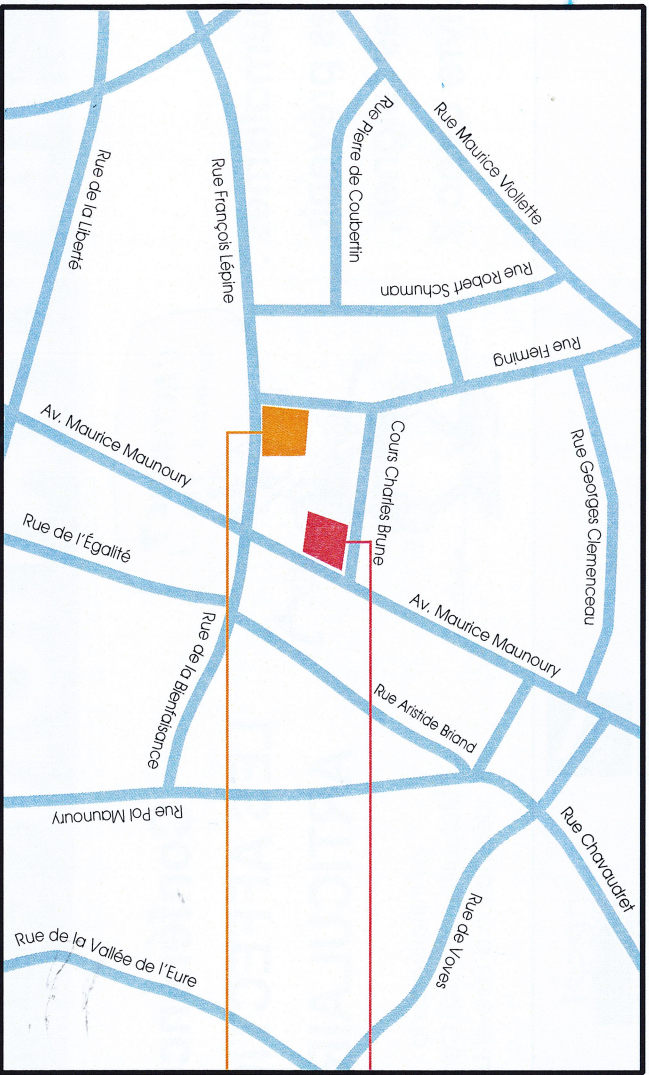 Rue Maurice Viollette
Rue Pierre de Coubertin
Rue de la Liberté
Rue François Lépine
Rue Robert Schuman
Rue Fleming
Av. Maurice Maunoury
Cours Charles Brune
Rue Georges Clemenceau
Rue de l'Égalité
Av. Maurice Maunoury
Rue de la Bienfaisance
Rue Aristide Briand
Rue Pol Maunoury
Rue Chavaudret
Rue de Voves
Rue de la Vallée de l'Eure